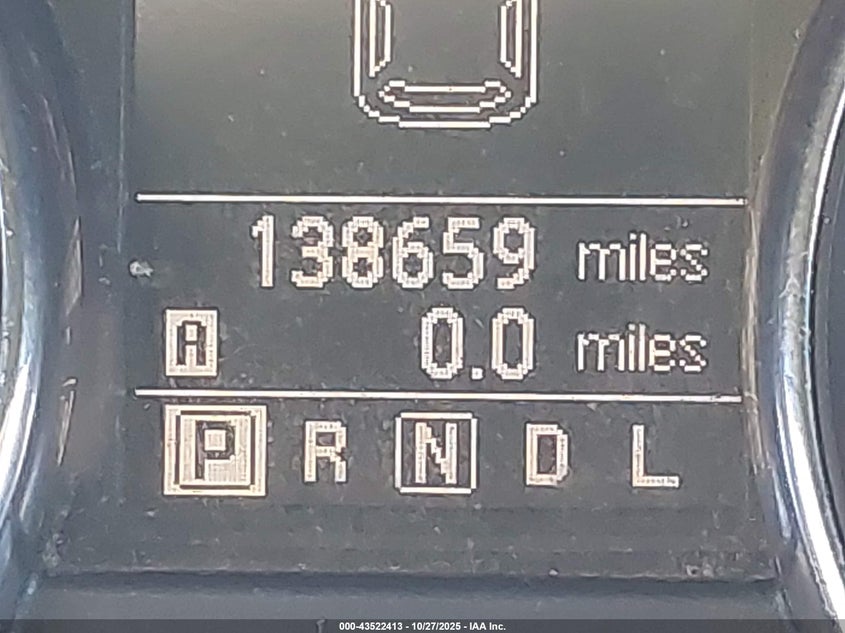 138659 miles
A 0.0 miles
P R N D L
000-43522413 - 10/27/2025 - IAA Inc.